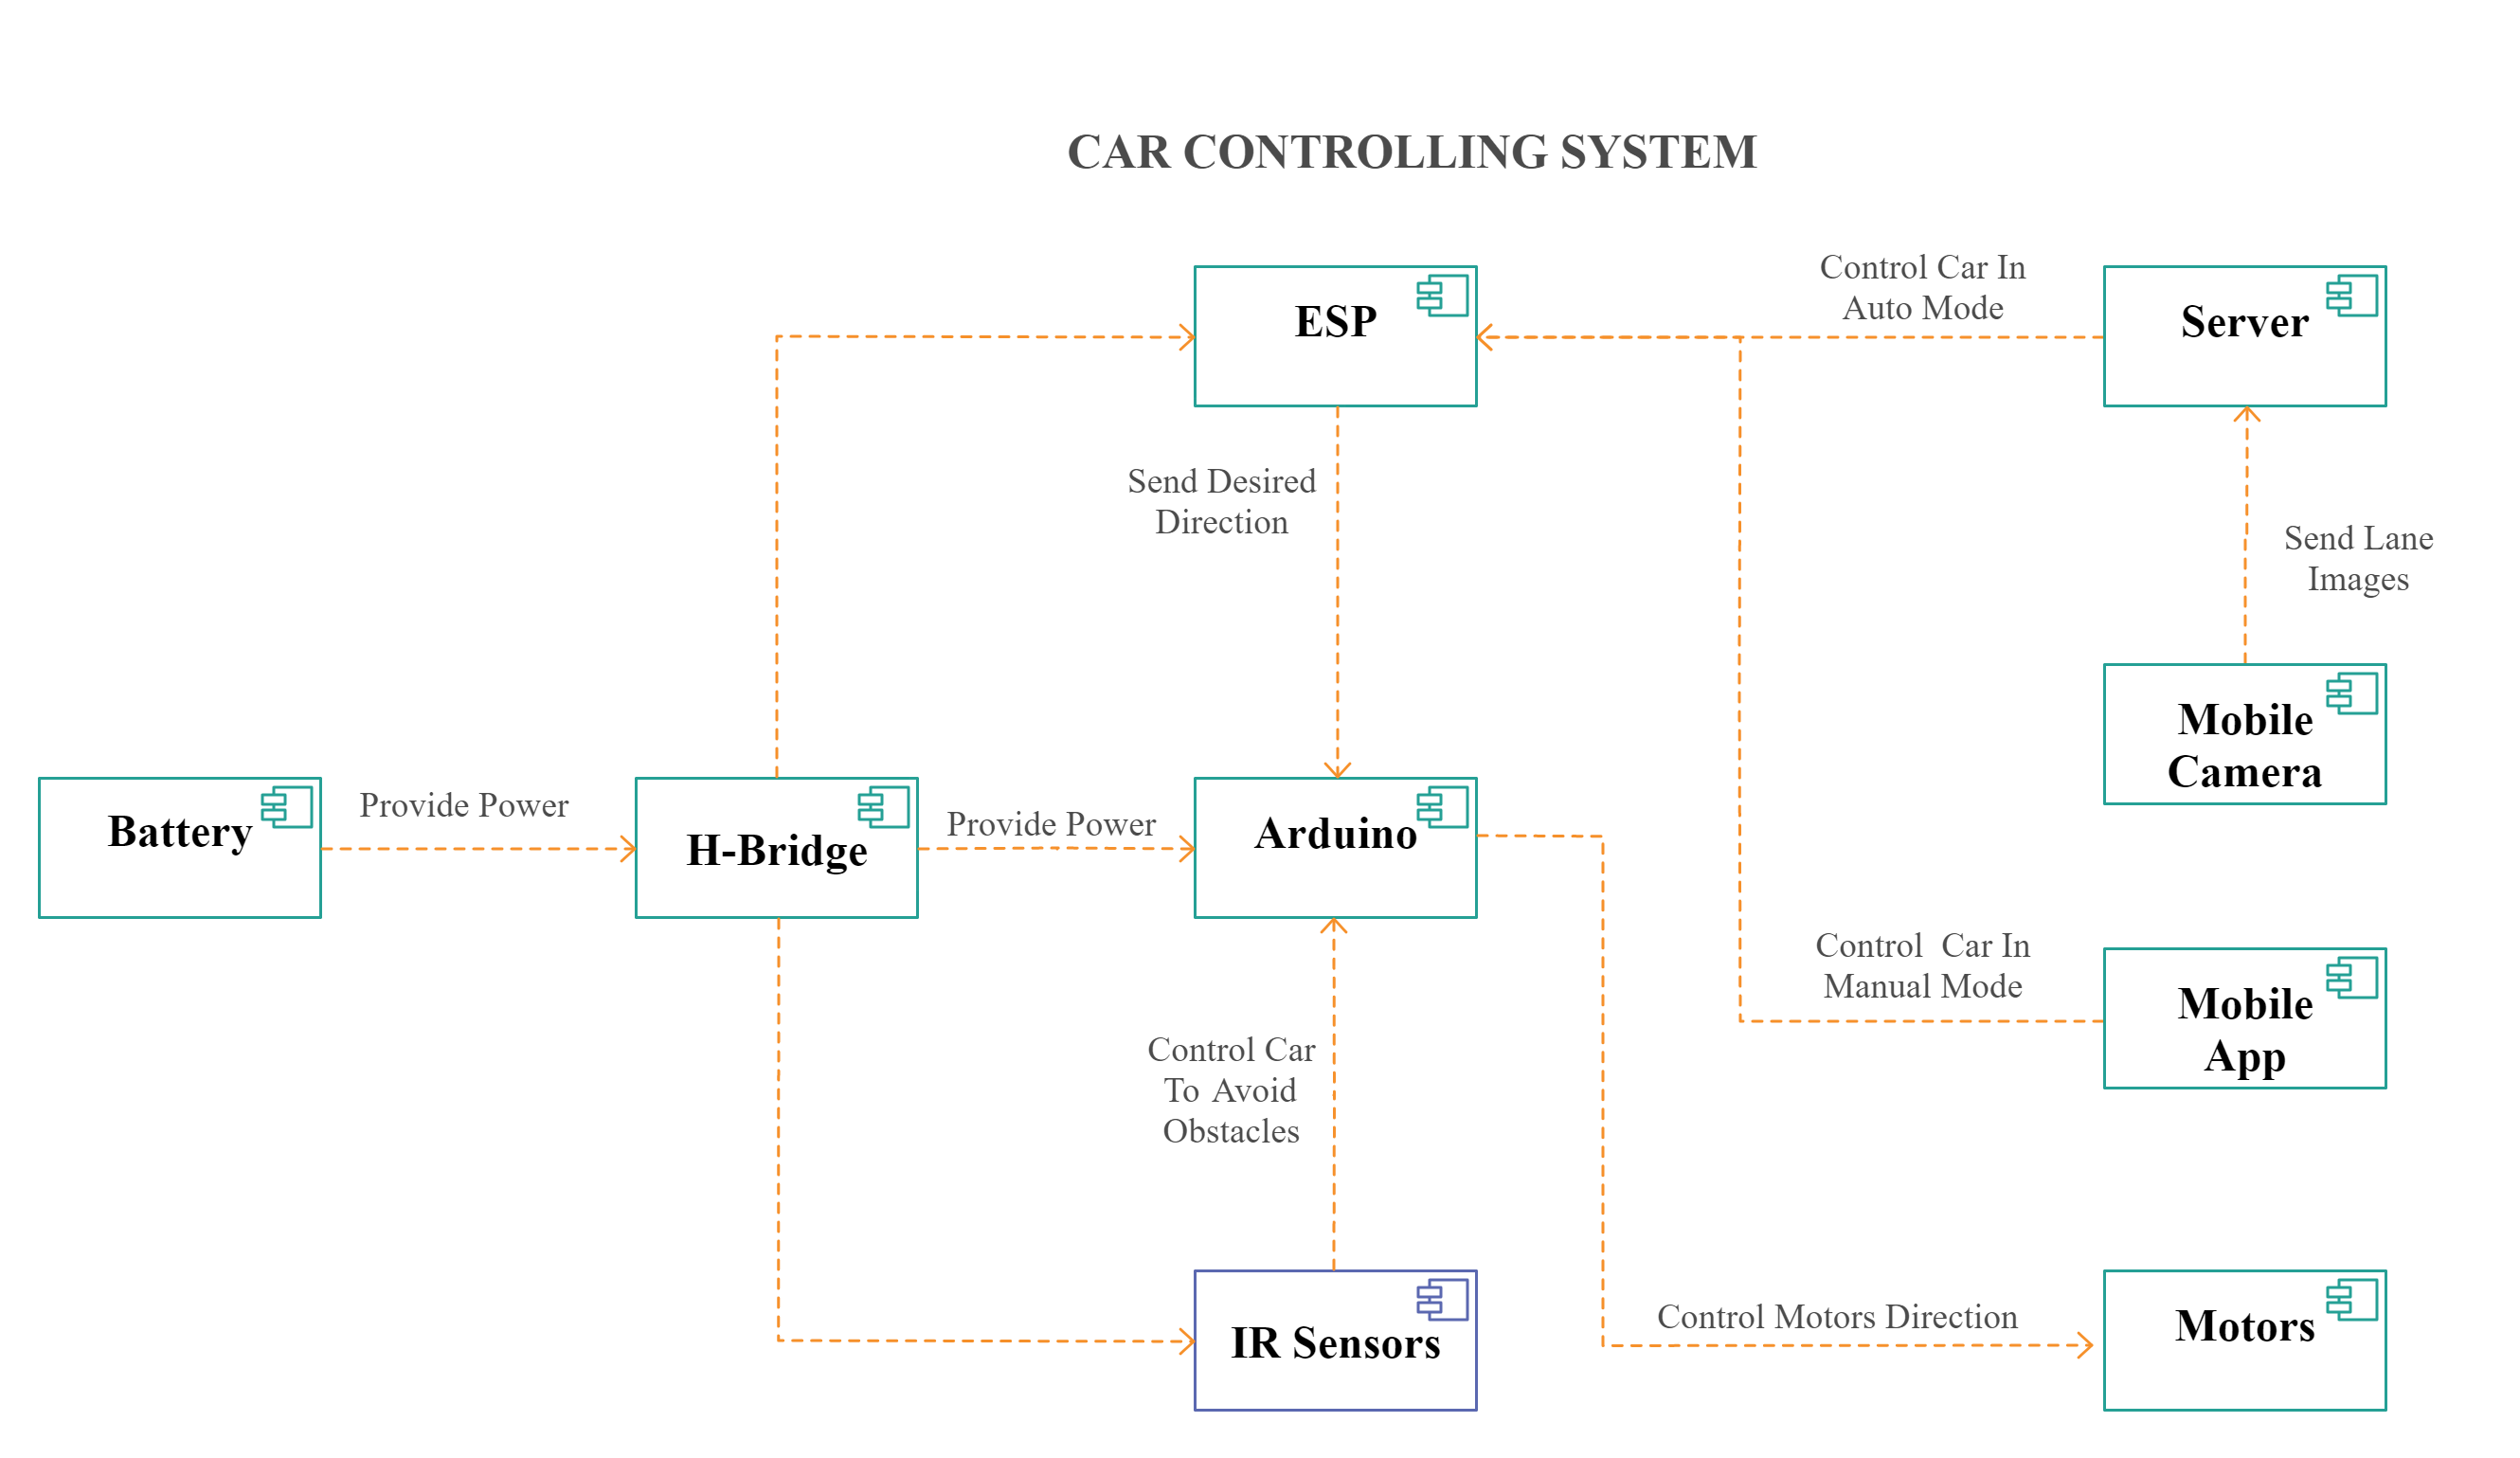 CAR CONTROLLING SYSTEM
Control Car In
Auto Mode
ESP
Server
Send Desired
Direction
Send Lane
Images
Mobile
Camera
Battery
Provide Power
H-Bridge
Provide Power
Arduino
Control  Car In
Manual Mode
Mobile
App
Control Car
To Avoid
Obstacles
IR Sensors
Control Motors Direction
Motors